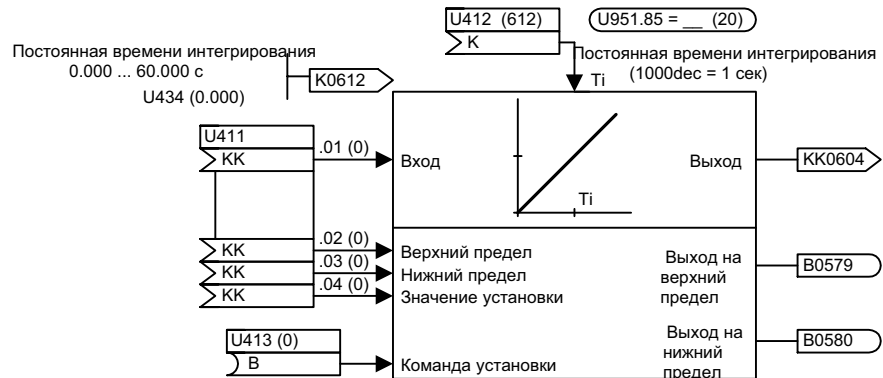 U412 (612)
U951.85 = __ (20)
K
Постоянная времени интегрирования
0.000 ... 60.000 с
U434 (0.000)
K0612
Постоянная времени интегрирования
(1000dec = 1 сек)
Ti
U411
KK
.01 (0)
Вход
Выход
KK0604
Ti
KK
.02 (0)
Верхний предел
KK
.03 (0)
Нижний предел
KK
.04 (0)
Значение установки
Выход на
верхний
предел
B0579
U413 (0)
B
Команда установки
Выход на
нижний
предел
B0580